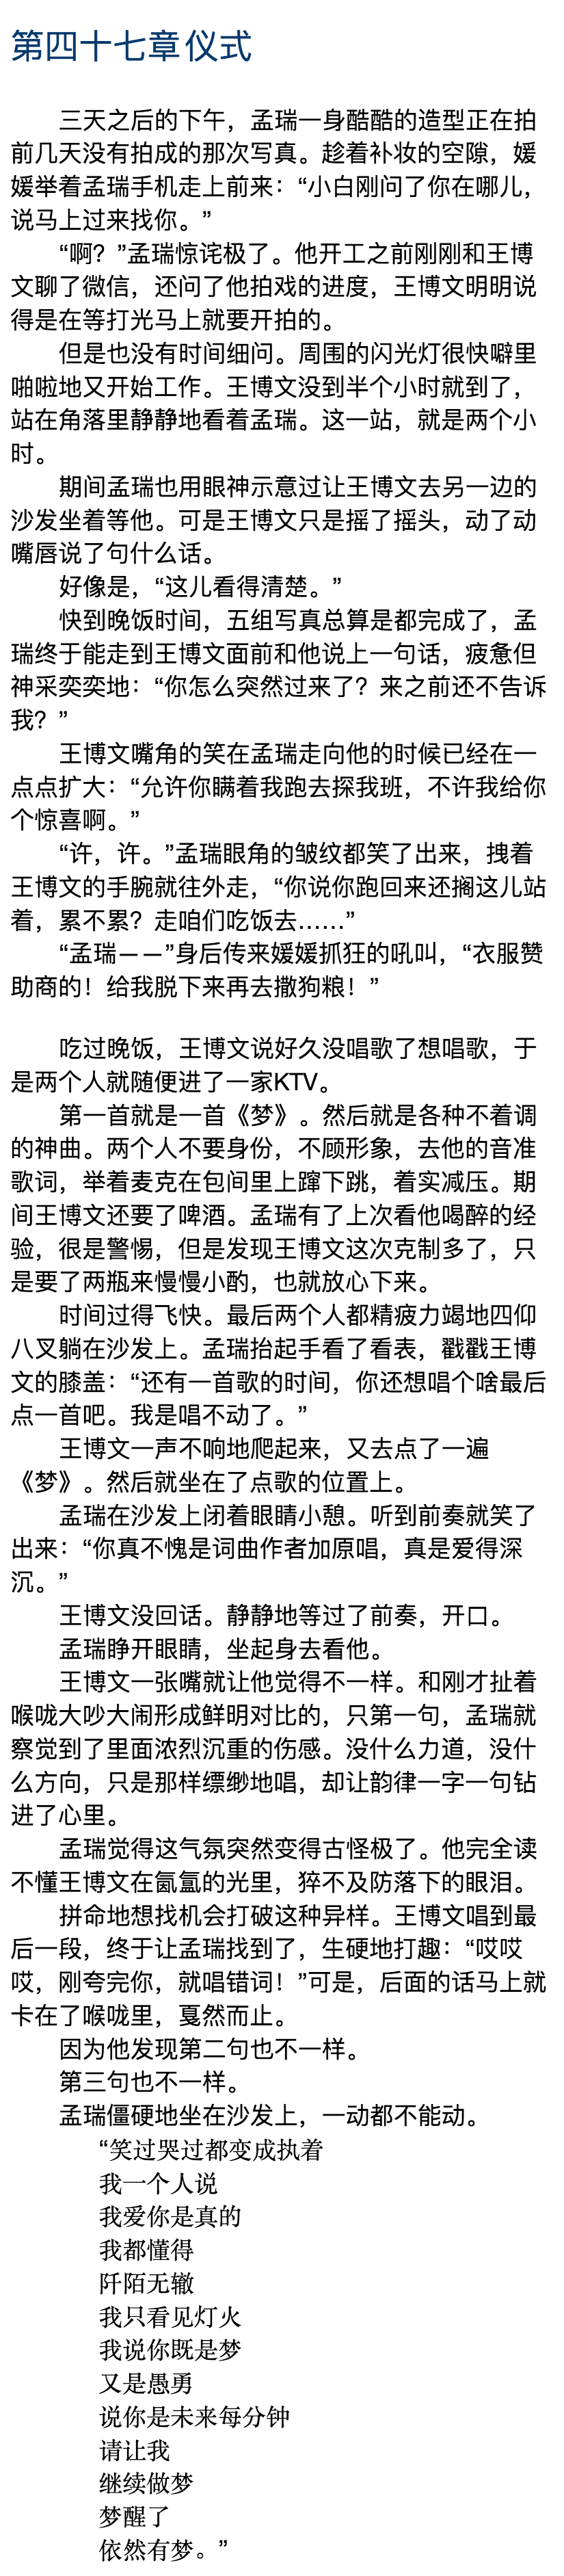 第四十七章 仪式
三天之后的下午，孟瑞一身酷酷的造型正在拍
前几天没有拍成的那次写真。趁着补妆的空隙，媛
媛举着孟瑞手机走上前来：“小白刚问了你在哪儿，
说马上过来找你。”
“啊？”孟瑞惊诧极了。他开工之前刚刚和王博
文聊了微信，还问了他拍戏的进度，王博文明明说
得是在等打光马上就要开拍的。
但是也没有时间细问。周围的闪光灯很快噼里
啪啦地又开始工作。王博文没到半个小时就到了，
站在角落里静静地看着孟瑞。这一站，就是两个小
时。
期间孟瑞也用眼神示意过让王博文去另一边的
沙发坐着等他。可是王博文只是摇了摇头，动了动
嘴唇说了句什么话。
好像是，“这儿看得清楚。”
快到晚饭时间，五组写真总算是都完成了，孟
瑞终于能走到王博文面前和他说上一句话，疲惫但
神采奕奕地：“你怎么突然过来了？来之前还不告诉
我？”
王博文嘴角的笑在孟瑞走向他的时候已经在一
点点扩大：“允许你瞒着我跑去探我班，不许我给你
个惊喜啊。”
“许，许。”孟瑞眼角的皱纹都笑了出来，拽着
王博文的手腕就往外走，“你说你跑回来还搁这儿站
着，累不累？走咱们吃饭去……”
“孟瑞——”身后传来媛媛抓狂的吼叫，“衣服赞
助商的！给我脱下来再去撒狗粮！”
吃过晚饭，王博文说好久没唱歌了想唱歌，于
是两个人就随便进了一家KTV。
第一首就是一首《梦》。然后就是各种不着调
的神曲。两个人不要身份，不顾形象，去他的音准
歌词，举着麦克在包间里上蹿下跳，着实减压。期
间王博文还要了啤酒。孟瑞有了上次看他喝醉的经
验，很是警惕，但是发现王博文这次克制多了，只
是要了两瓶来慢慢小酌，也就放心下来。
时间过得飞快。最后两个人都精疲力竭地四仰
八叉躺在沙发上。孟瑞抬起手看了看表，戳戳王博
文的膝盖：“还有一首歌的时间，你还想唱个啥最后
点一首吧。我是唱不动了。”
王博文一声不响地爬起来，又去点了一遍
《梦》。然后就坐在了点歌的位置上。
孟瑞在沙发上闭着眼睛小憩。听到前奏就笑了
出来：“你真不愧是词曲作者加原唱，真是爱得深
沉。”
王博文没回话。静静地等过了前奏，开口。
孟瑞睁开眼睛，坐起身去看他。
王博文一张嘴就让他觉得不一样。和刚才扯着
喉咙大吵大闹形成鲜明对比的，只第一句，孟瑞就
察觉到了里面浓烈沉重的伤感。没什么力道，没什
么方向，只是那样缥缈地唱，却让韵律一字一句钻
进了心里。
孟瑞觉得这气氛突然变得古怪极了。他完全读
不懂王博文在氤氲的光里，猝不及防落下的眼泪。
拼命地想找机会打破这种异样。王博文唱到最
后一段，终于让孟瑞找到了，生硬地打趣：“哎哎
哎，刚夸完你，就唱错词！”可是，后面的话马上就
卡在了喉咙里，戛然而止。
因为他发现第二句也不一样。
第三句也不一样。
孟瑞僵硬地坐在沙发上，一动都不能动。
“笑过哭过都变成执着
我一个人说
我爱你是真的
我都懂得
阡陌无辙
我只看见灯火
我说你既是梦
又是愚勇
说你是未来每分钟
请让我
继续做梦
梦醒了
依然有梦。”